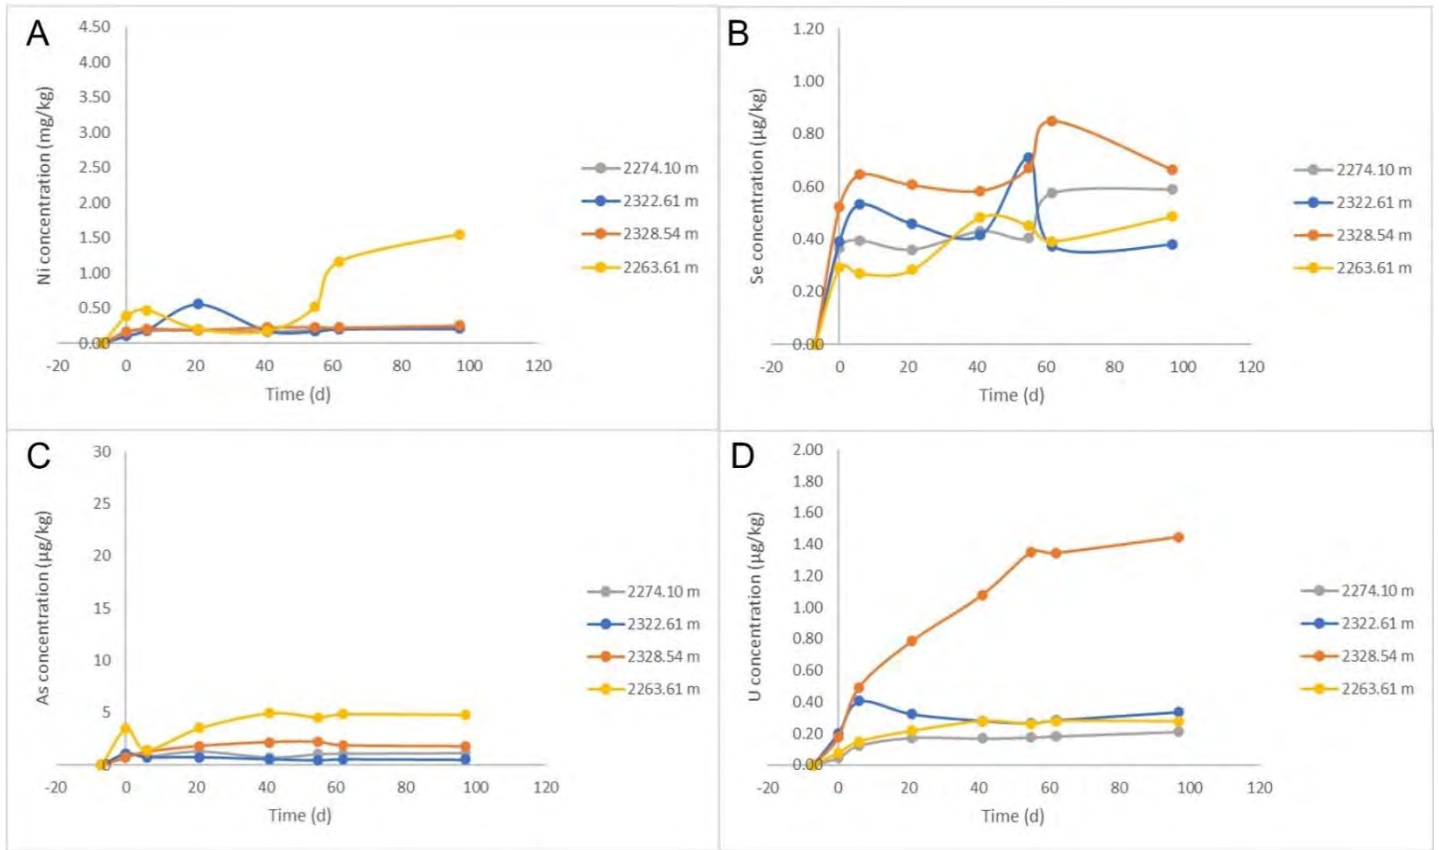 A
Ni concentration (mg/kg)
4.50
4.00
3.50
3.00
2.50
2.00
1.50
1.00
0.50
0.00
-20 0 20 40 60 80 100 120
Time (d)
2274.10 m
2322.61 m
2328.54 m
2263.61 m
B
Se concentration (µg/kg)
1.20
1.00
0.80
0.60
0.40
0.20
0.00
-20 0 20 40 60 80 100 120
Time (d)
2274.10 m
2322.61 m
2328.54 m
2263.61 m
C
As concentration (µg/kg)
30
25
20
15
10
5
0
-20 0 20 40 60 80 100 120
Time (d)
2274.10 m
2322.61 m
2328.54 m
2263.61 m
D
U concentration (µg/kg)
2.00
1.80
1.60
1.40
1.20
1.00
0.80
0.60
0.40
0.20
0.00
-20 0 20 40 60 80 100 120
Time (d)
2274.10 m
2322.61 m
2328.54 m
2263.61 m